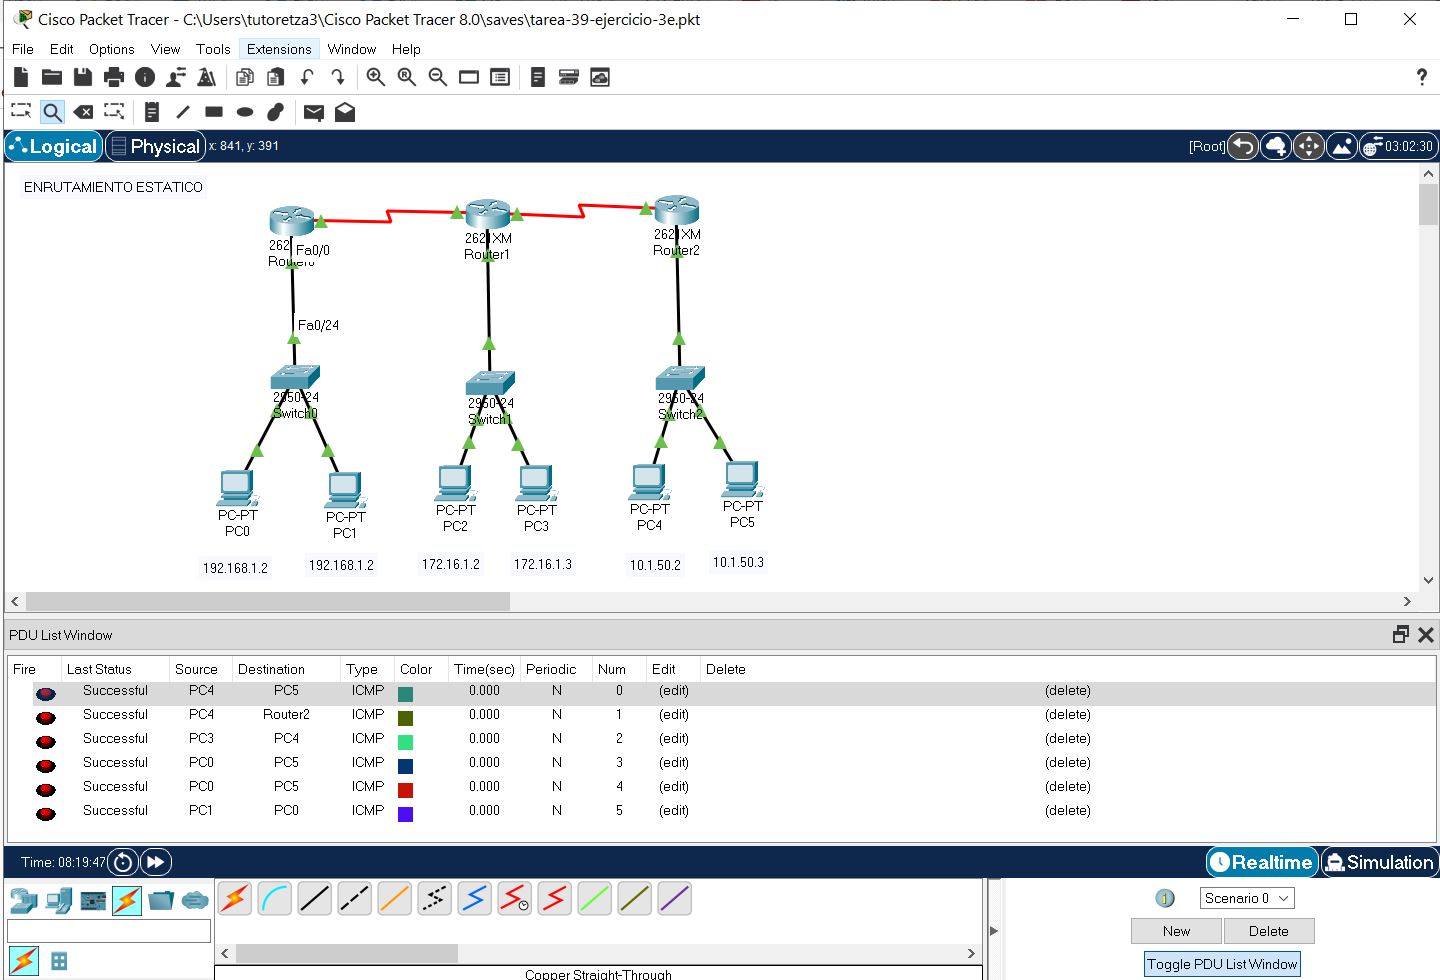 Cisco Packet Tracer - C:\Users\tutoretza3\Cisco Packet Tracer 8.0\saves\tarea-39-ejercicio-3e.pkt
File Edit Options View Tools Extensions Window Help
?
Logical Physical x: 841, y: 391 [Root] 03:02:30
ENRUTAMIENTO ESTATICO
262 Fa0/0
2621XM
Router1
2621XM
Router2
Fa0/24
2950-24
Switch0
2950-24
Switch1
2950-24
Switch2
PC-PT
PC0
PC-PT
PC1
PC-PT
PC2
PC-PT
PC3
PC-PT
PC4
PC-PT
PC5
192.168.1.2 192.168.1.2 172.16.1.2 172.16.1.3 10.1.50.2 10.1.50.3
PDU List Window
Fire Last Status Source Destination Type Color Time(sec) Periodic Num Edit Delete
Successful PC4 PC5 ICMP 0.000 N 0 (edit) (delete)
Successful PC4 Router2 ICMP 0.000 N 1 (edit) (delete)
Successful PC3 PC4 ICMP 0.000 N 2 (edit) (delete)
Successful PC0 PC5 ICMP 0.000 N 3 (edit) (delete)
Successful PC0 PC5 ICMP 0.000 N 4 (edit) (delete)
Successful PC1 PC0 ICMP 0.000 N 5 (edit) (delete)
Time: 08:19:47 Realtime Simulation
Scenario 0
New Delete
Toggle PDU List Window
Copper Straight-Through